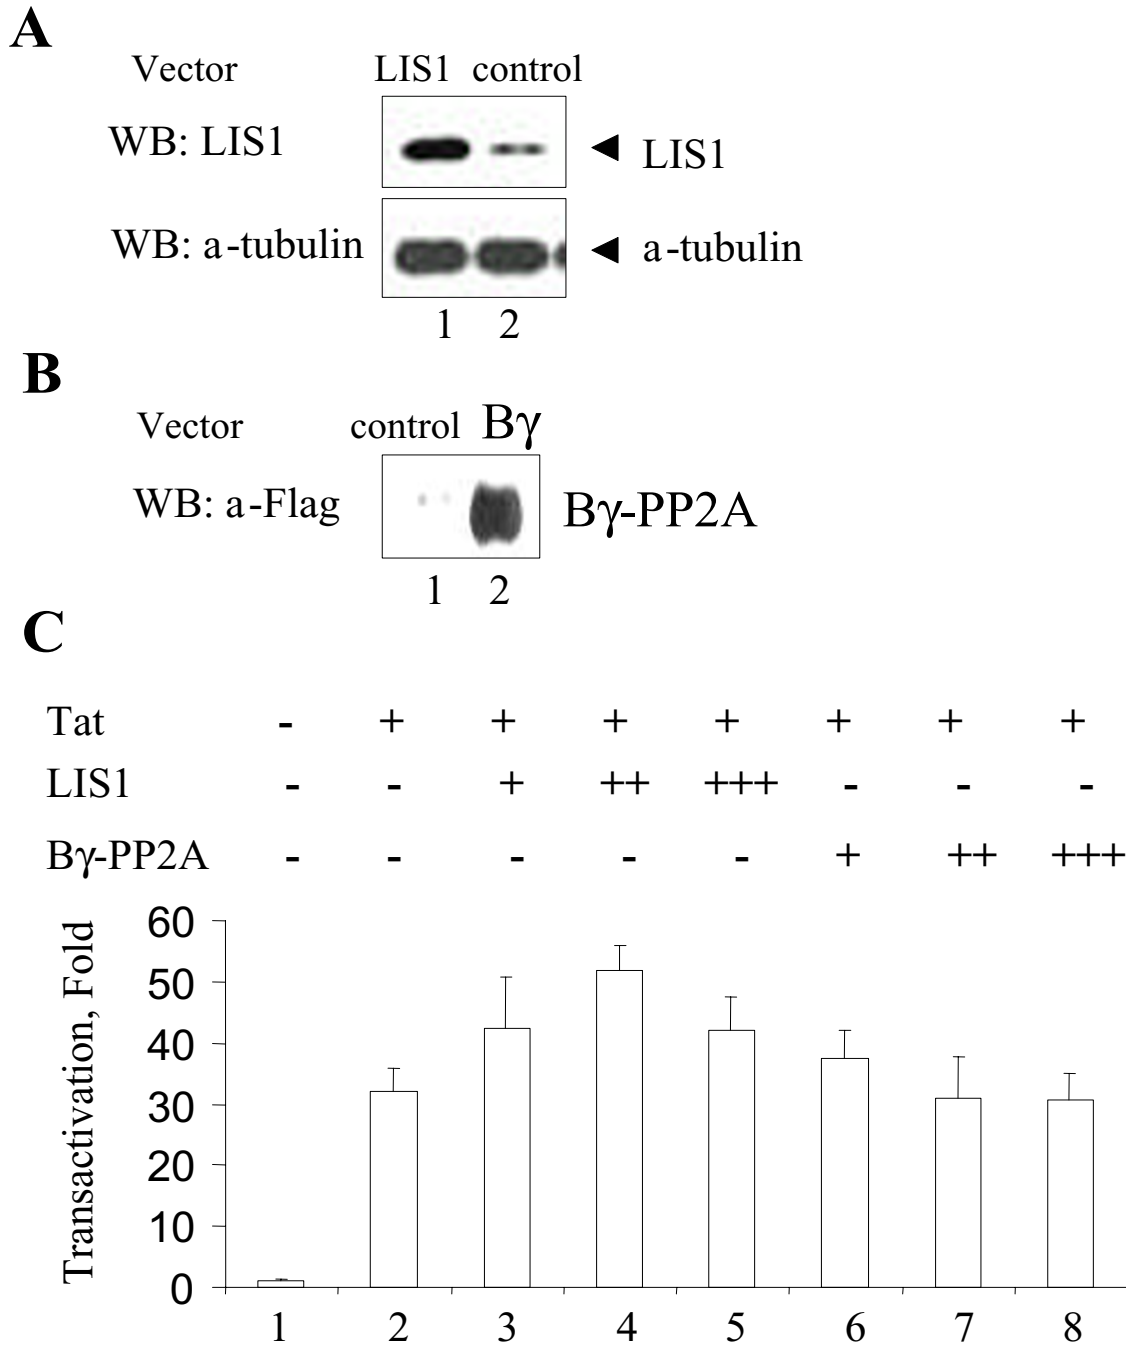 A
Vector LIS1 control
WB: LIS1 LIS1
WB: a-tubulin a-tubulin
1 2
B
Vector control Bγ
WB: a-Flag Bγ-PP2A
1 2
C
Tat - + + + + + + +
LIS1 - - + ++ +++ - - -
Bγ-PP2A - - - - - + ++ +++
Transactivation, Fold
60
50
40
30
20
10
0
1 2 3 4 5 6 7 8